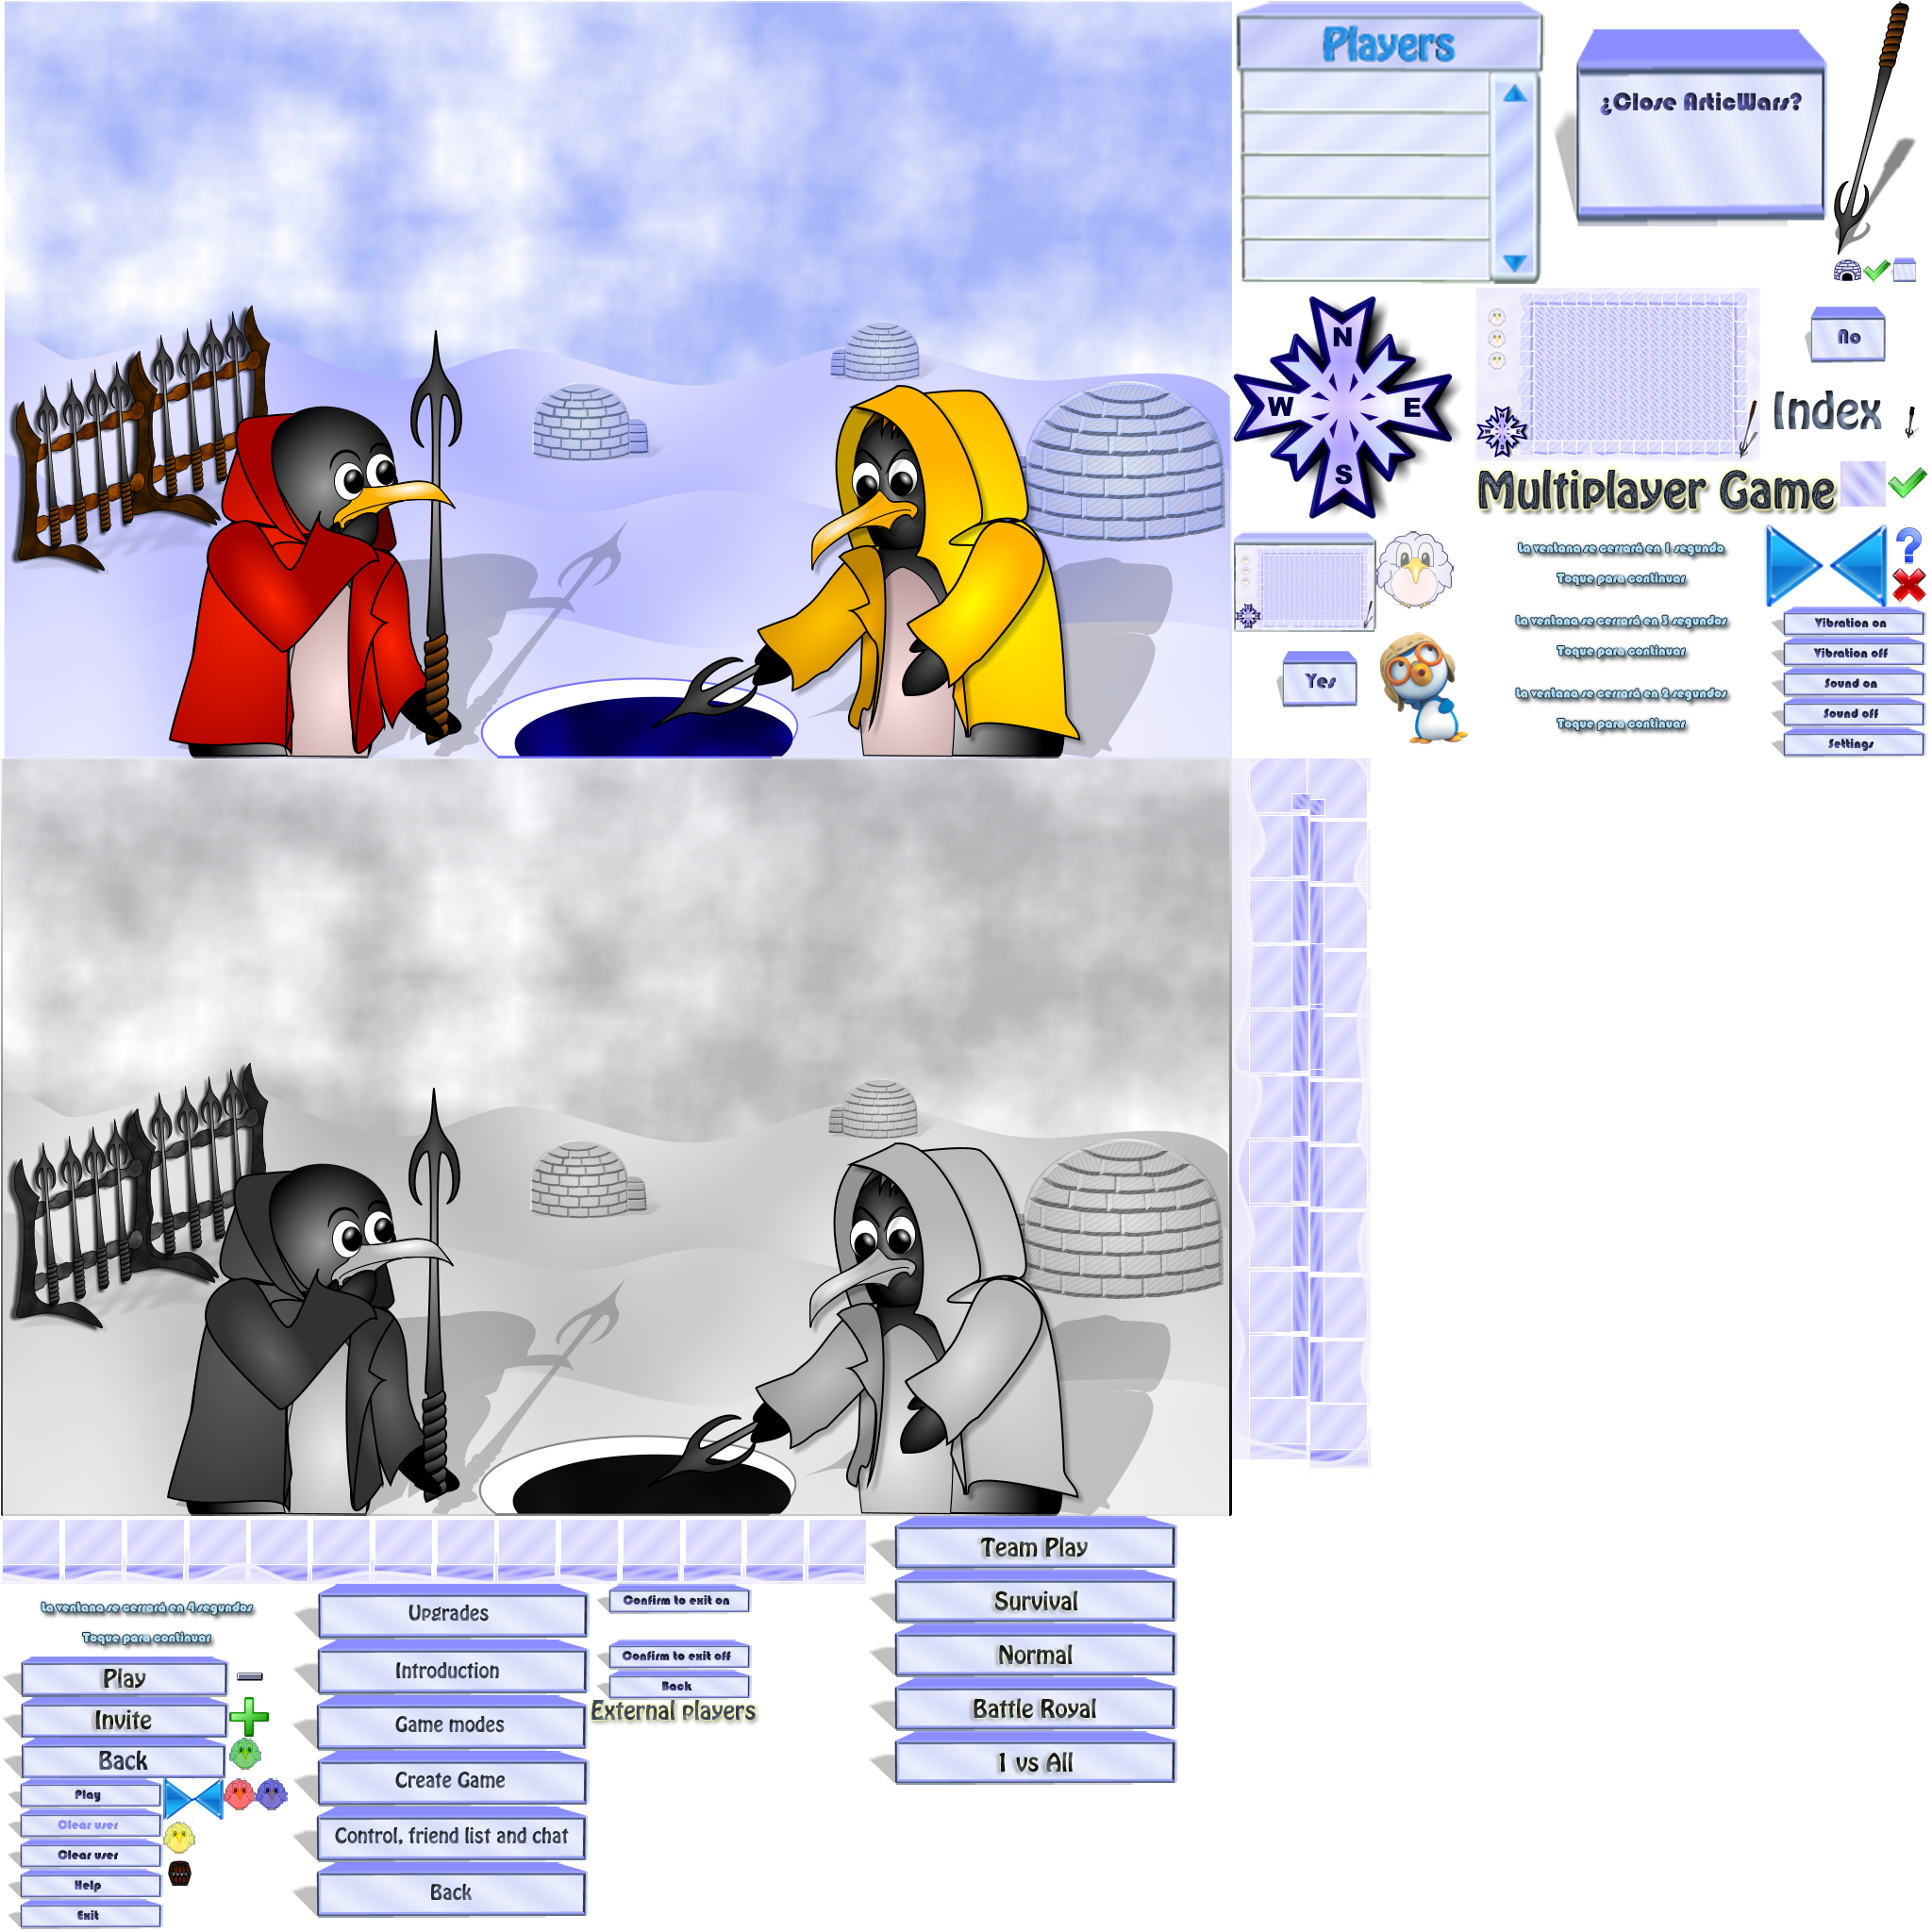 Players
¿Close ArticWars?
N
W
E
S
No
Index
Multiplayer Game
La ventana se cerrará en 1 segundo
Toque para continuar
La ventana se cerrará en 3 segundos
Toque para continuar
La ventana se cerrará en 2 segundos
Toque para continuar
?
Yes
Vibration on
Vibration off
Sound on
Sound off
Settings
La ventana se cerrará en 4 segundos
Toque para continuar
Play
Invite
Back
Play
Clear user
Clear user
Help
Exit
Upgrades
Introduction
Game modes
Create Game
Control, friend list and chat
Back
Confirm to exit on
Confirm to exit off
Back
External players
Team Play
Survival
Normal
Battle Royal
1 vs All